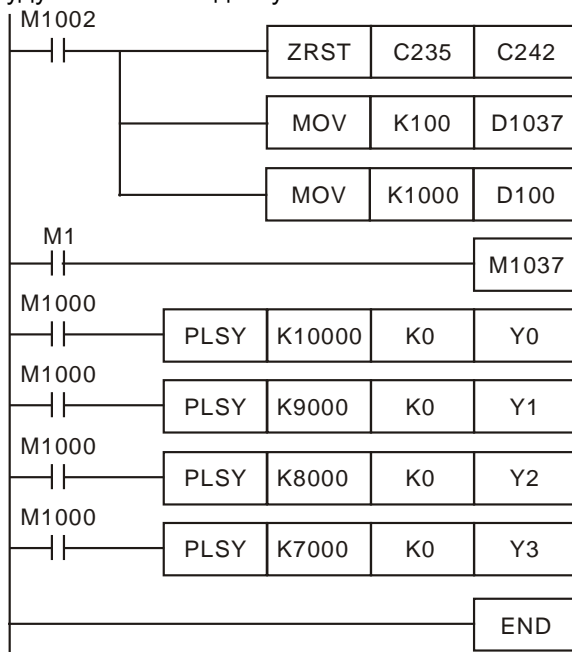 M1002
ZRST C235 C242
MOV K100 D1037
MOV K1000 D100
M1
M1037
M1000
PLSY K10000 K0 Y0
M1000
PLSY K9000 K0 Y1
M1000
PLSY K8000 K0 Y2
M1000
PLSY K7000 K0 Y3
END